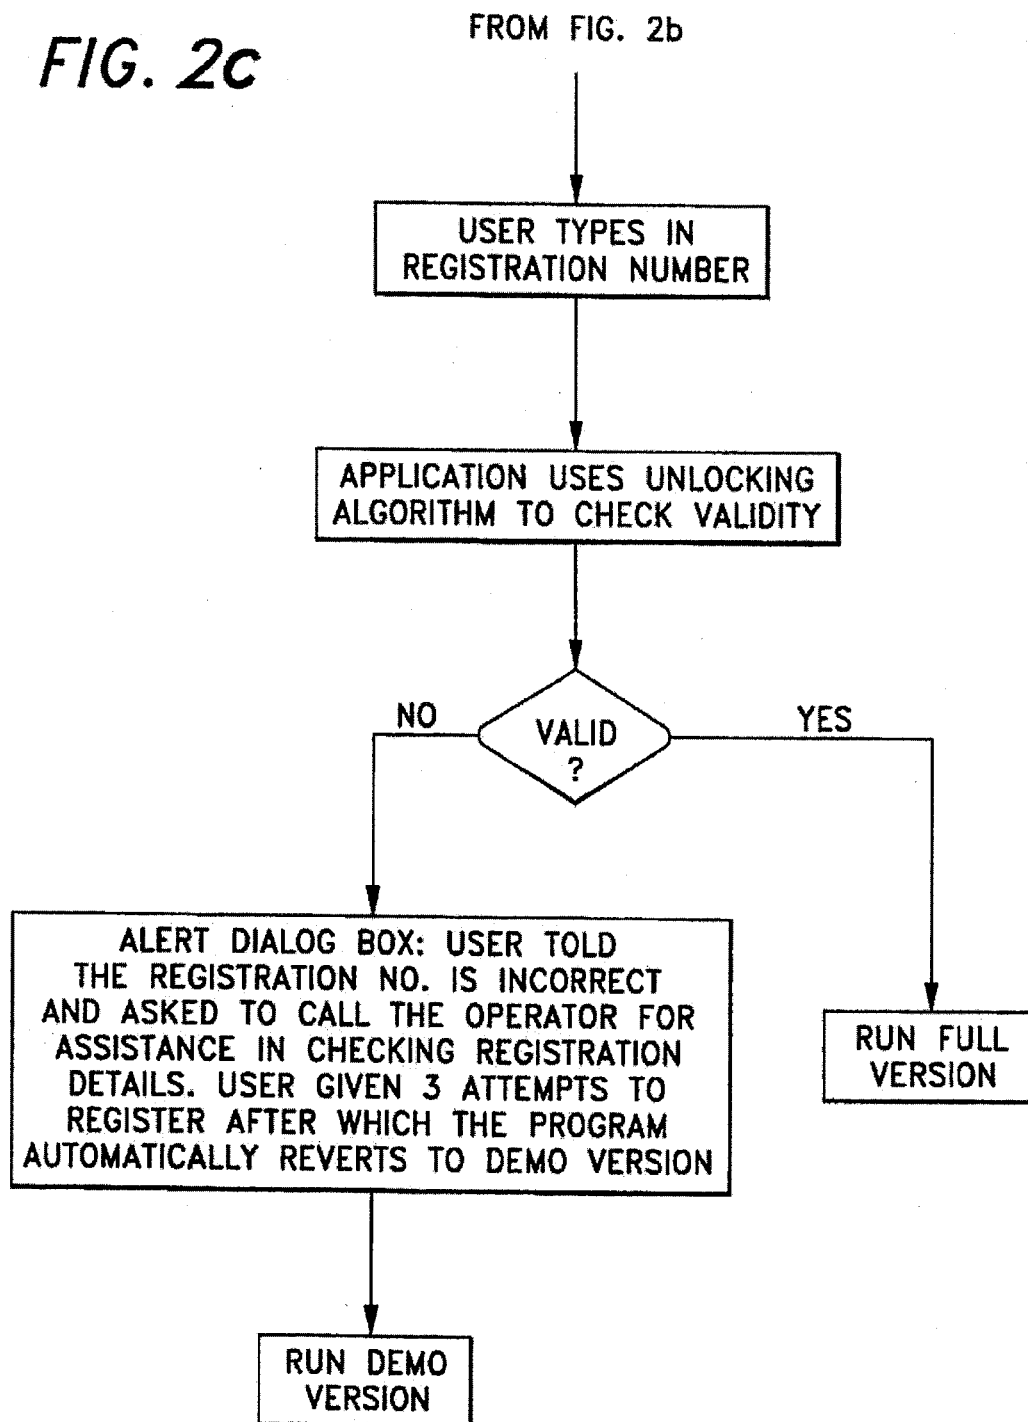 FIG. 2c
FROM FIG. 2b
USER TYPES IN
REGISTRATION NUMBER
APPLICATION USES UNLOCKING
ALGORITHM TO CHECK VALIDITY
VALID
?
NO
YES
ALERT DIALOG BOX: USER TOLD
THE REGISTRATION NO. IS INCORRECT
AND ASKED TO CALL THE OPERATOR FOR
ASSISTANCE IN CHECKING REGISTRATION
DETAILS. USER GIVEN 3 ATTEMPTS TO
REGISTER AFTER WHICH THE PROGRAM
AUTOMATICALLY REVERTS TO DEMO VERSION
RUN FULL
VERSION
RUN DEMO
VERSION